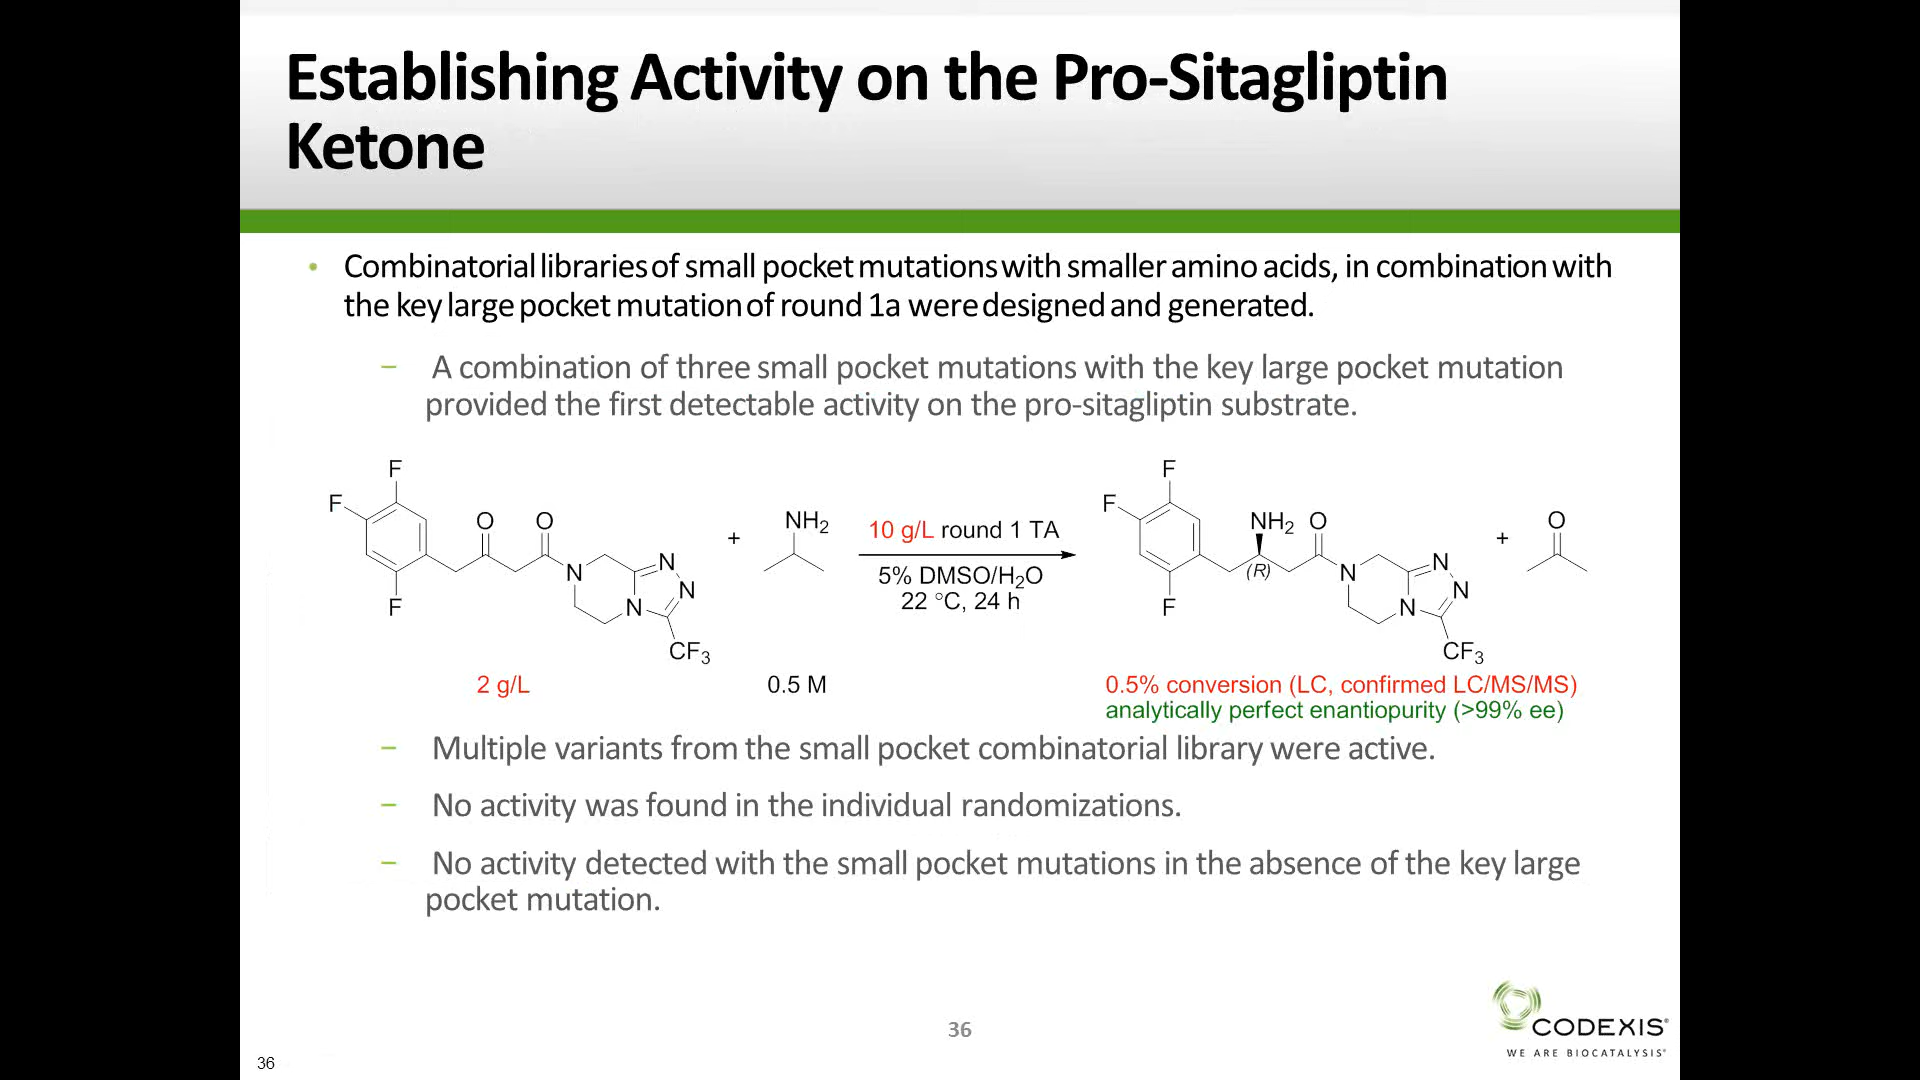 Establishing Activity on the Pro-Sitagliptin
Ketone
• Combinatorial libraries of small pocket mutations with smaller amino acids, in combination with
the key large pocket mutation of round 1a were designed and generated.
– A combination of three small pocket mutations with the key large pocket mutation
provided the first detectable activity on the pro-sitagliptin substrate.
F
F
F
O
O
N
N
N
N
CF3
2 g/L
+
NH2
0.5 M
10 g/L round 1 TA
5% DMSO/H2O
22 °C, 24 h
F
F
F
NH2
(R)
O
N
N
N
N
CF3
+
O
0.5% conversion (LC, confirmed LC/MS/MS)
analytically perfect enantiopurity (>99% ee)
– Multiple variants from the small pocket combinatorial library were active.
– No activity was found in the individual randomizations.
– No activity detected with the small pocket mutations in the absence of the key large
pocket mutation.
36
CODEXIS®
WE ARE BIOCATALYSIS®
36